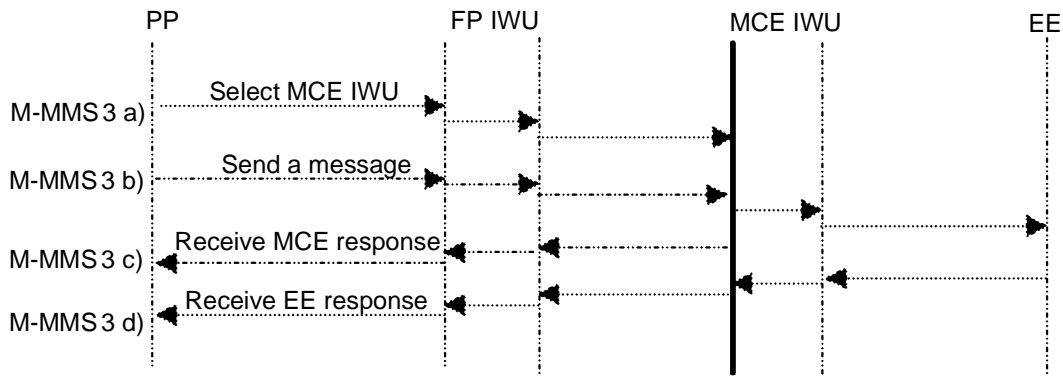 PP FP IWU MCE IWU EE
M-MMS 3 a) Select MCE IWU
M-MMS 3 b) Send a message
M-MMS 3 c) Receive MCE response
M-MMS 3 d) Receive EE response